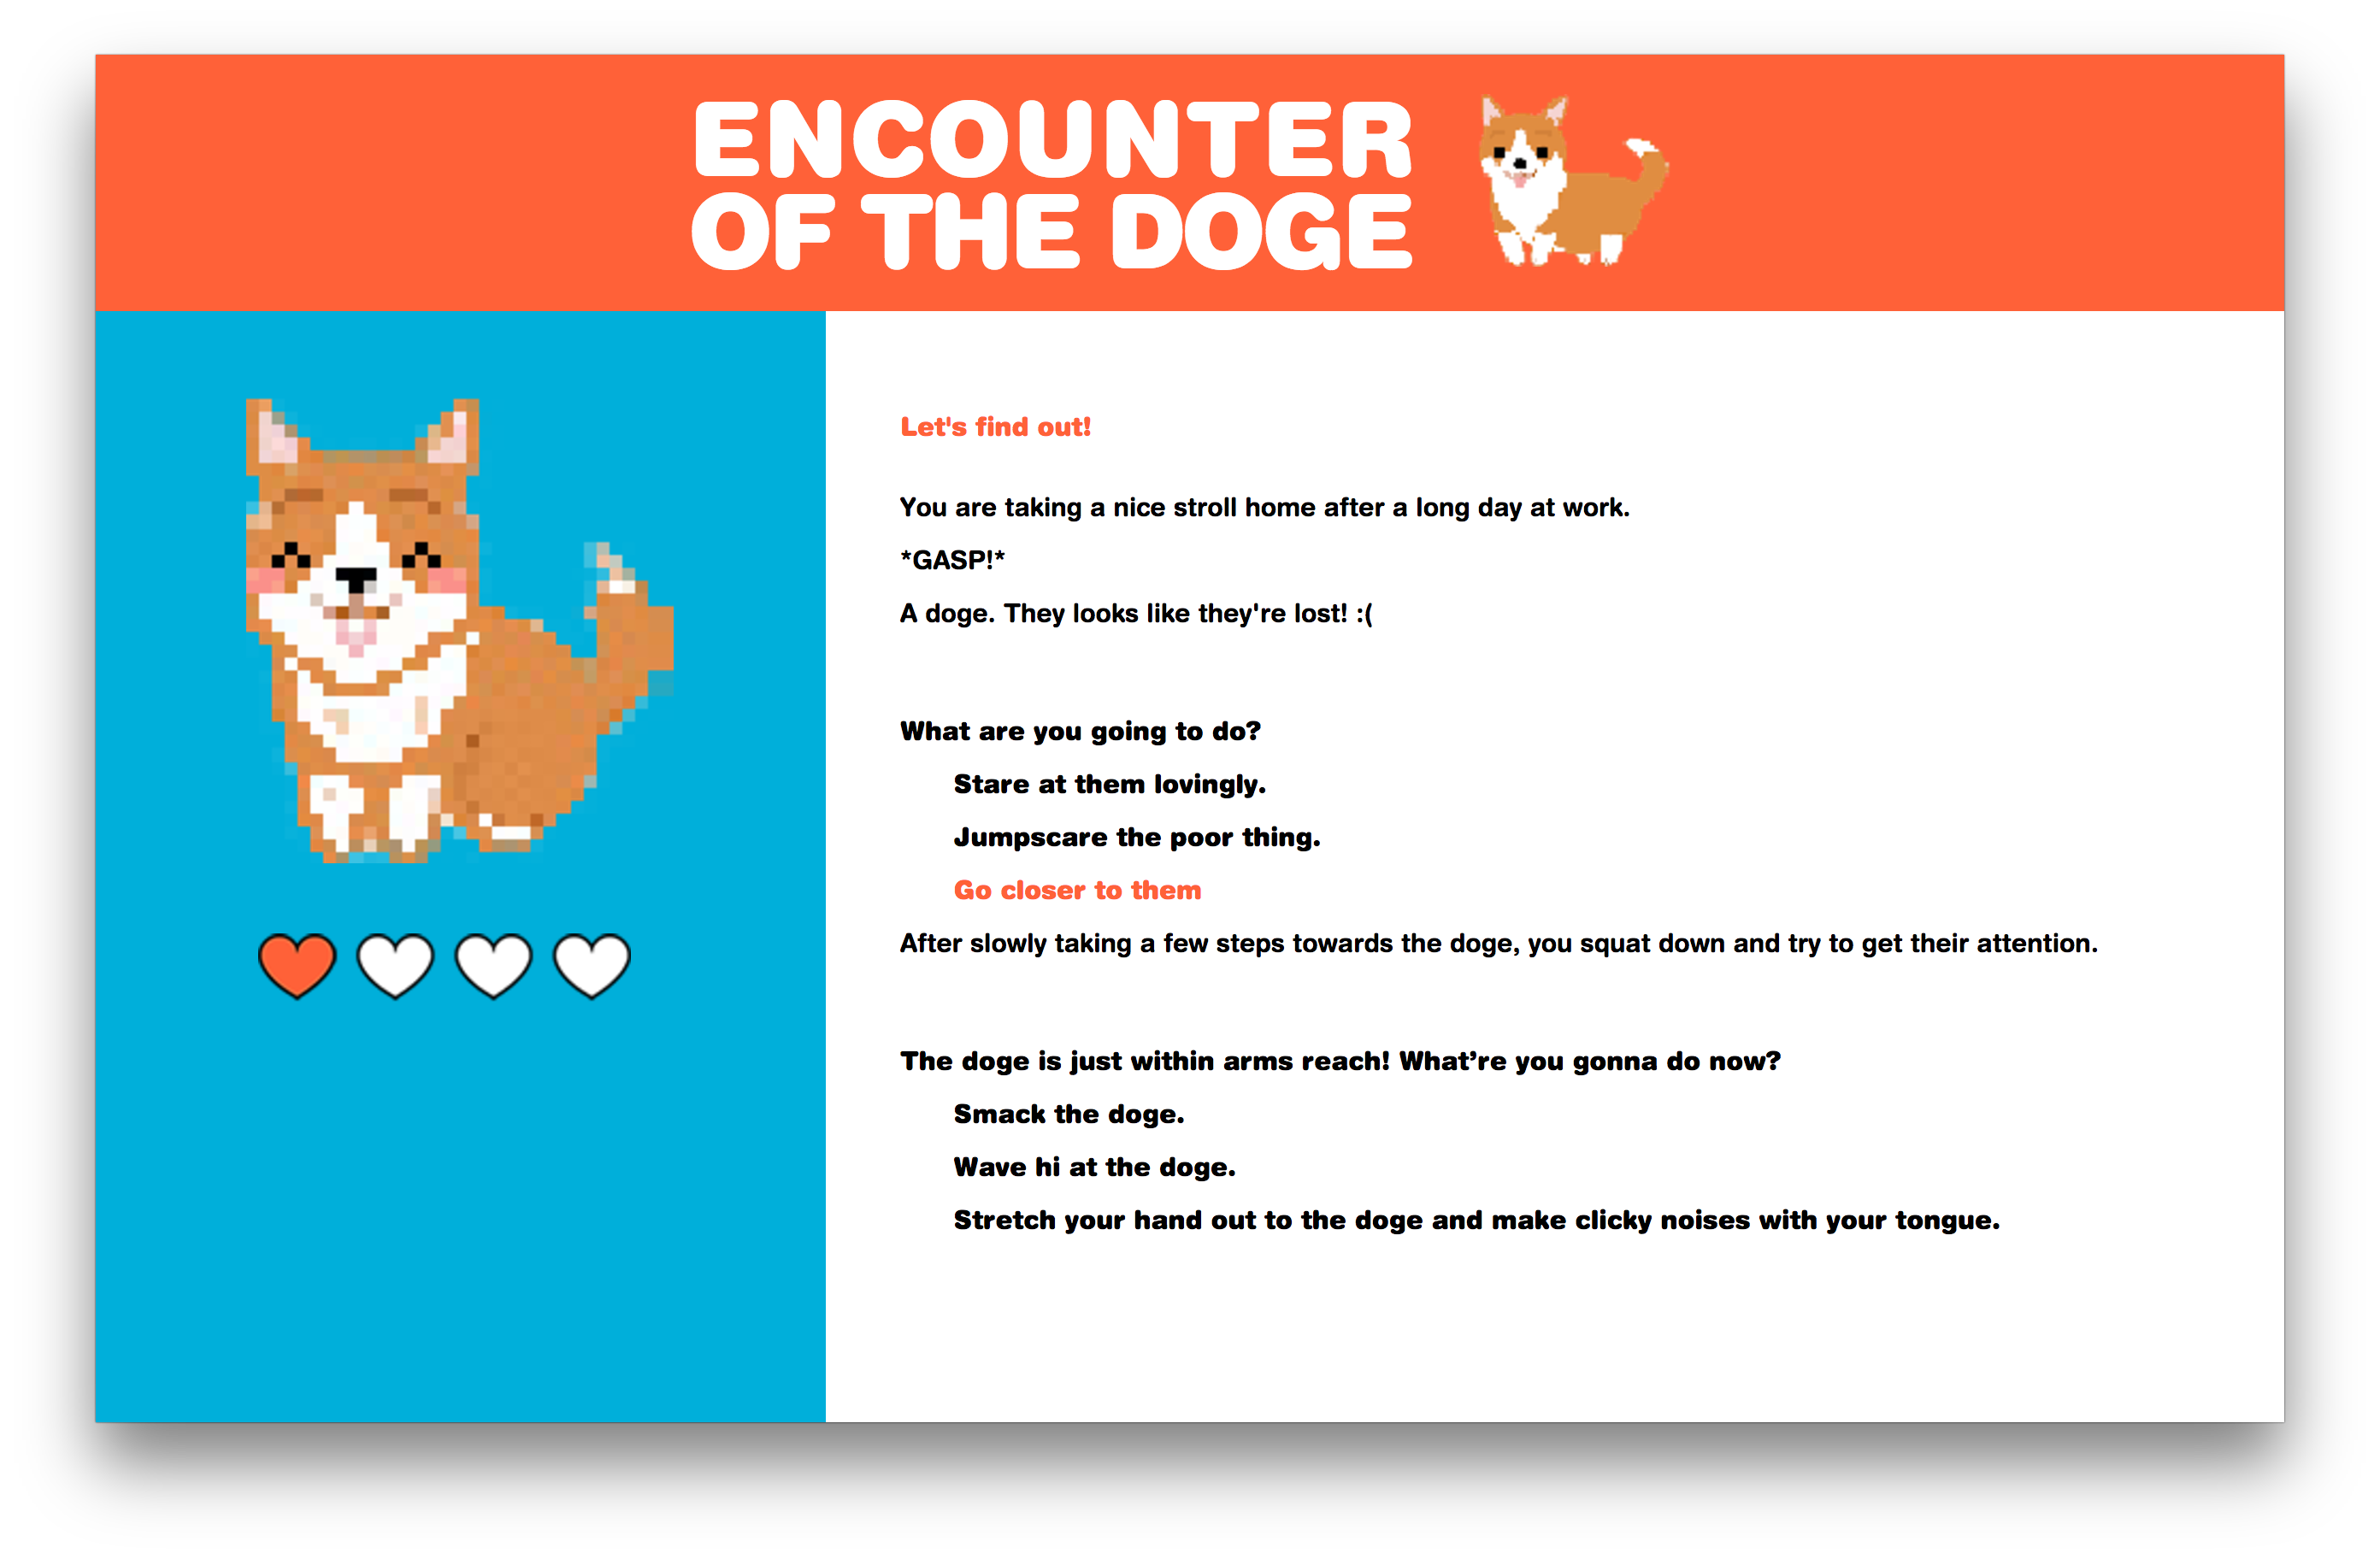 ENCOUNTER
OF THE DOGE
Let's find out!
You are taking a nice stroll home after a long day at work.
*GASP!*
A doge. They looks like they're lost! :(
What are you going to do?
Stare at them lovingly.
Jumpscare the poor thing.
Go closer to them
After slowly taking a few steps towards the doge, you squat down and try to get their attention.
The doge is just within arms reach! What’re you gonna do now?
Smack the doge.
Wave hi at the doge.
Stretch your hand out to the doge and make clicky noises with your tongue.